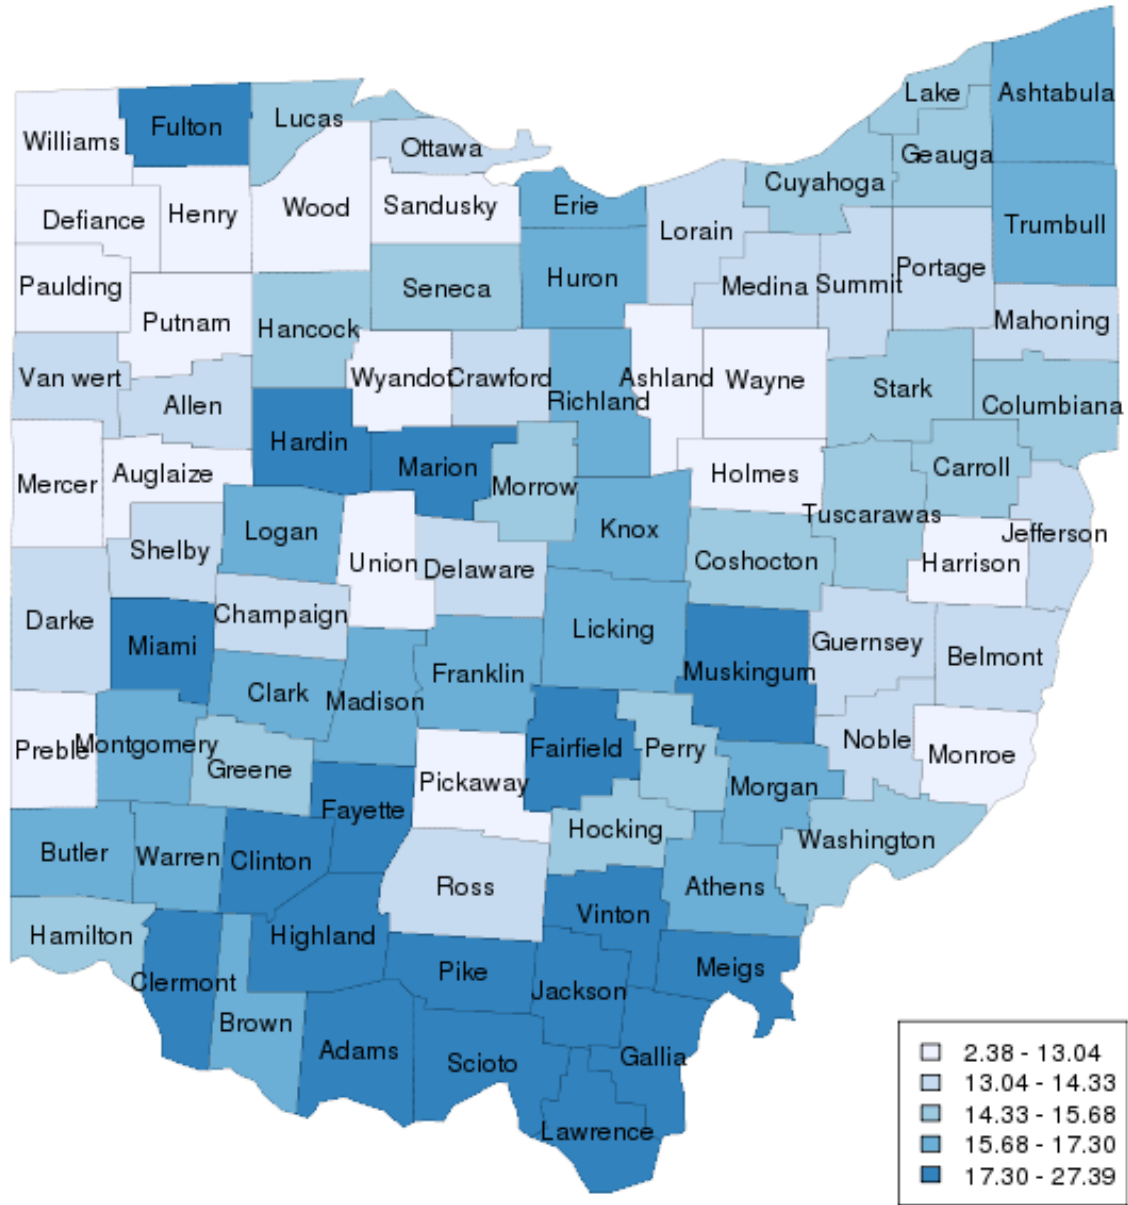 Lake
Ashtabula
Williams
Fulton
Lucas
Ottawa
Geauga
Cuyahoga
Defiance
Henry
Wood
Sandusky
Erie
Lorain
Trumbull
Paulding
Seneca
Huron
Medina
Summit
Portage
Putnam
Hancock
Mahoning
Van wert
Allen
Wyandot
Crawford
Richland
Ashland
Wayne
Stark
Columbiana
Mercer
Auglaize
Hardin
Marion
Morrow
Holmes
Carroll
Logan
Knox
Tuscarawas
Jefferson
Shelby
Union
Delaware
Coshocton
Harrison
Darke
Champaign
Licking
Guernsey
Belmont
Miami
Clark
Madison
Franklin
Muskingum
Preble
Montgomery
Greene
Pickaway
Fairfield
Perry
Noble
Monroe
Fayette
Morgan
Butler
Warren
Clinton
Hocking
Washington
Ross
Athens
Hamilton
Highland
Vinton
Clermont
Pike
Jackson
Meigs
Brown
Adams
Scioto
Gallia
Lawrence
2.38 - 13.04
13.04 - 14.33
14.33 - 15.68
15.68 - 17.30
17.30 - 27.39